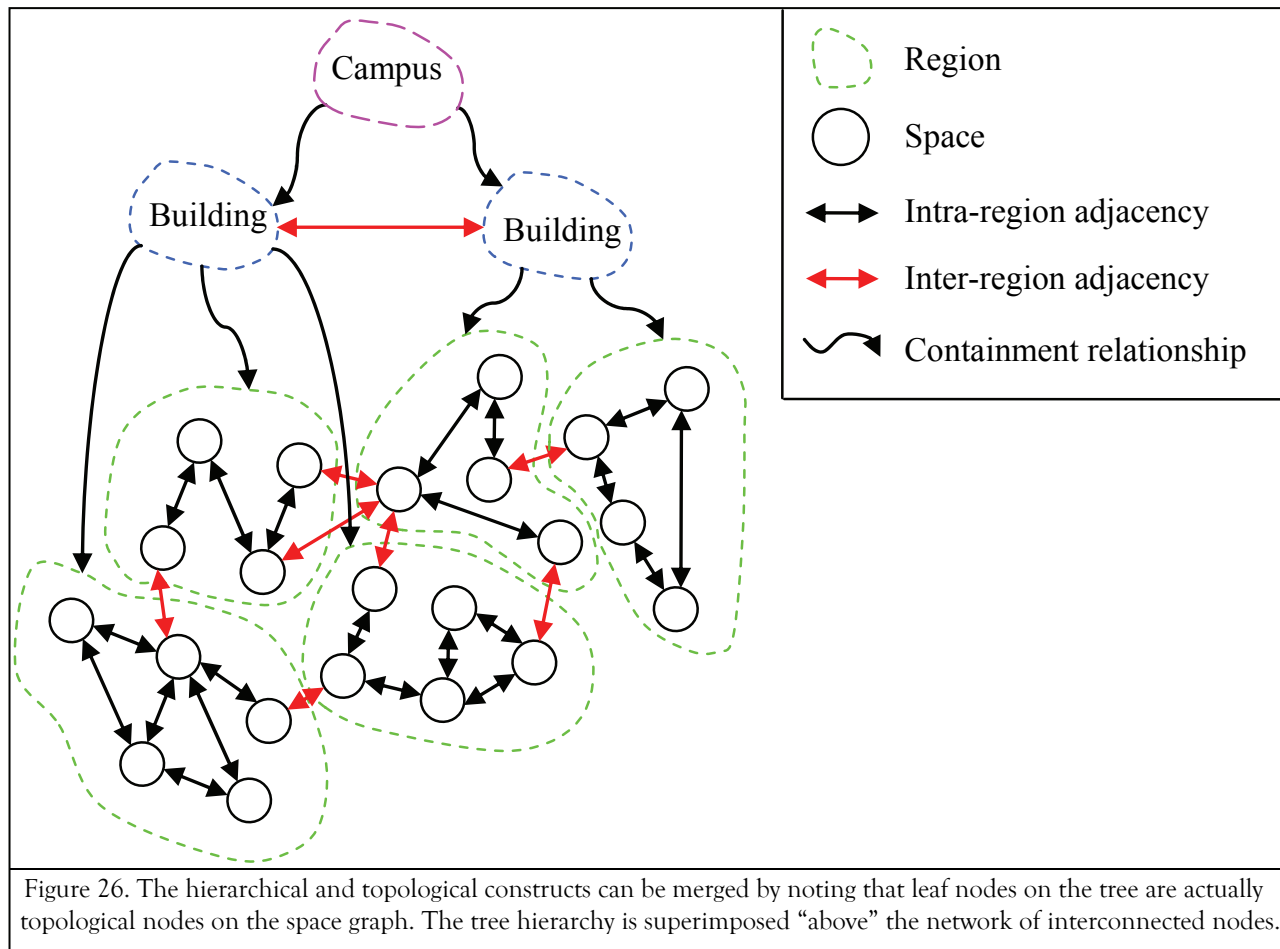 Campus
Building
Building
Region
Space
Intra-region adjacency
Inter-region adjacency
Containment relationship
Figure 26. The hierarchical and topological constructs can be merged by noting that leaf nodes on the tree are actually
topological nodes on the space graph. The tree hierarchy is superimposed “above” the network of interconnected nodes.